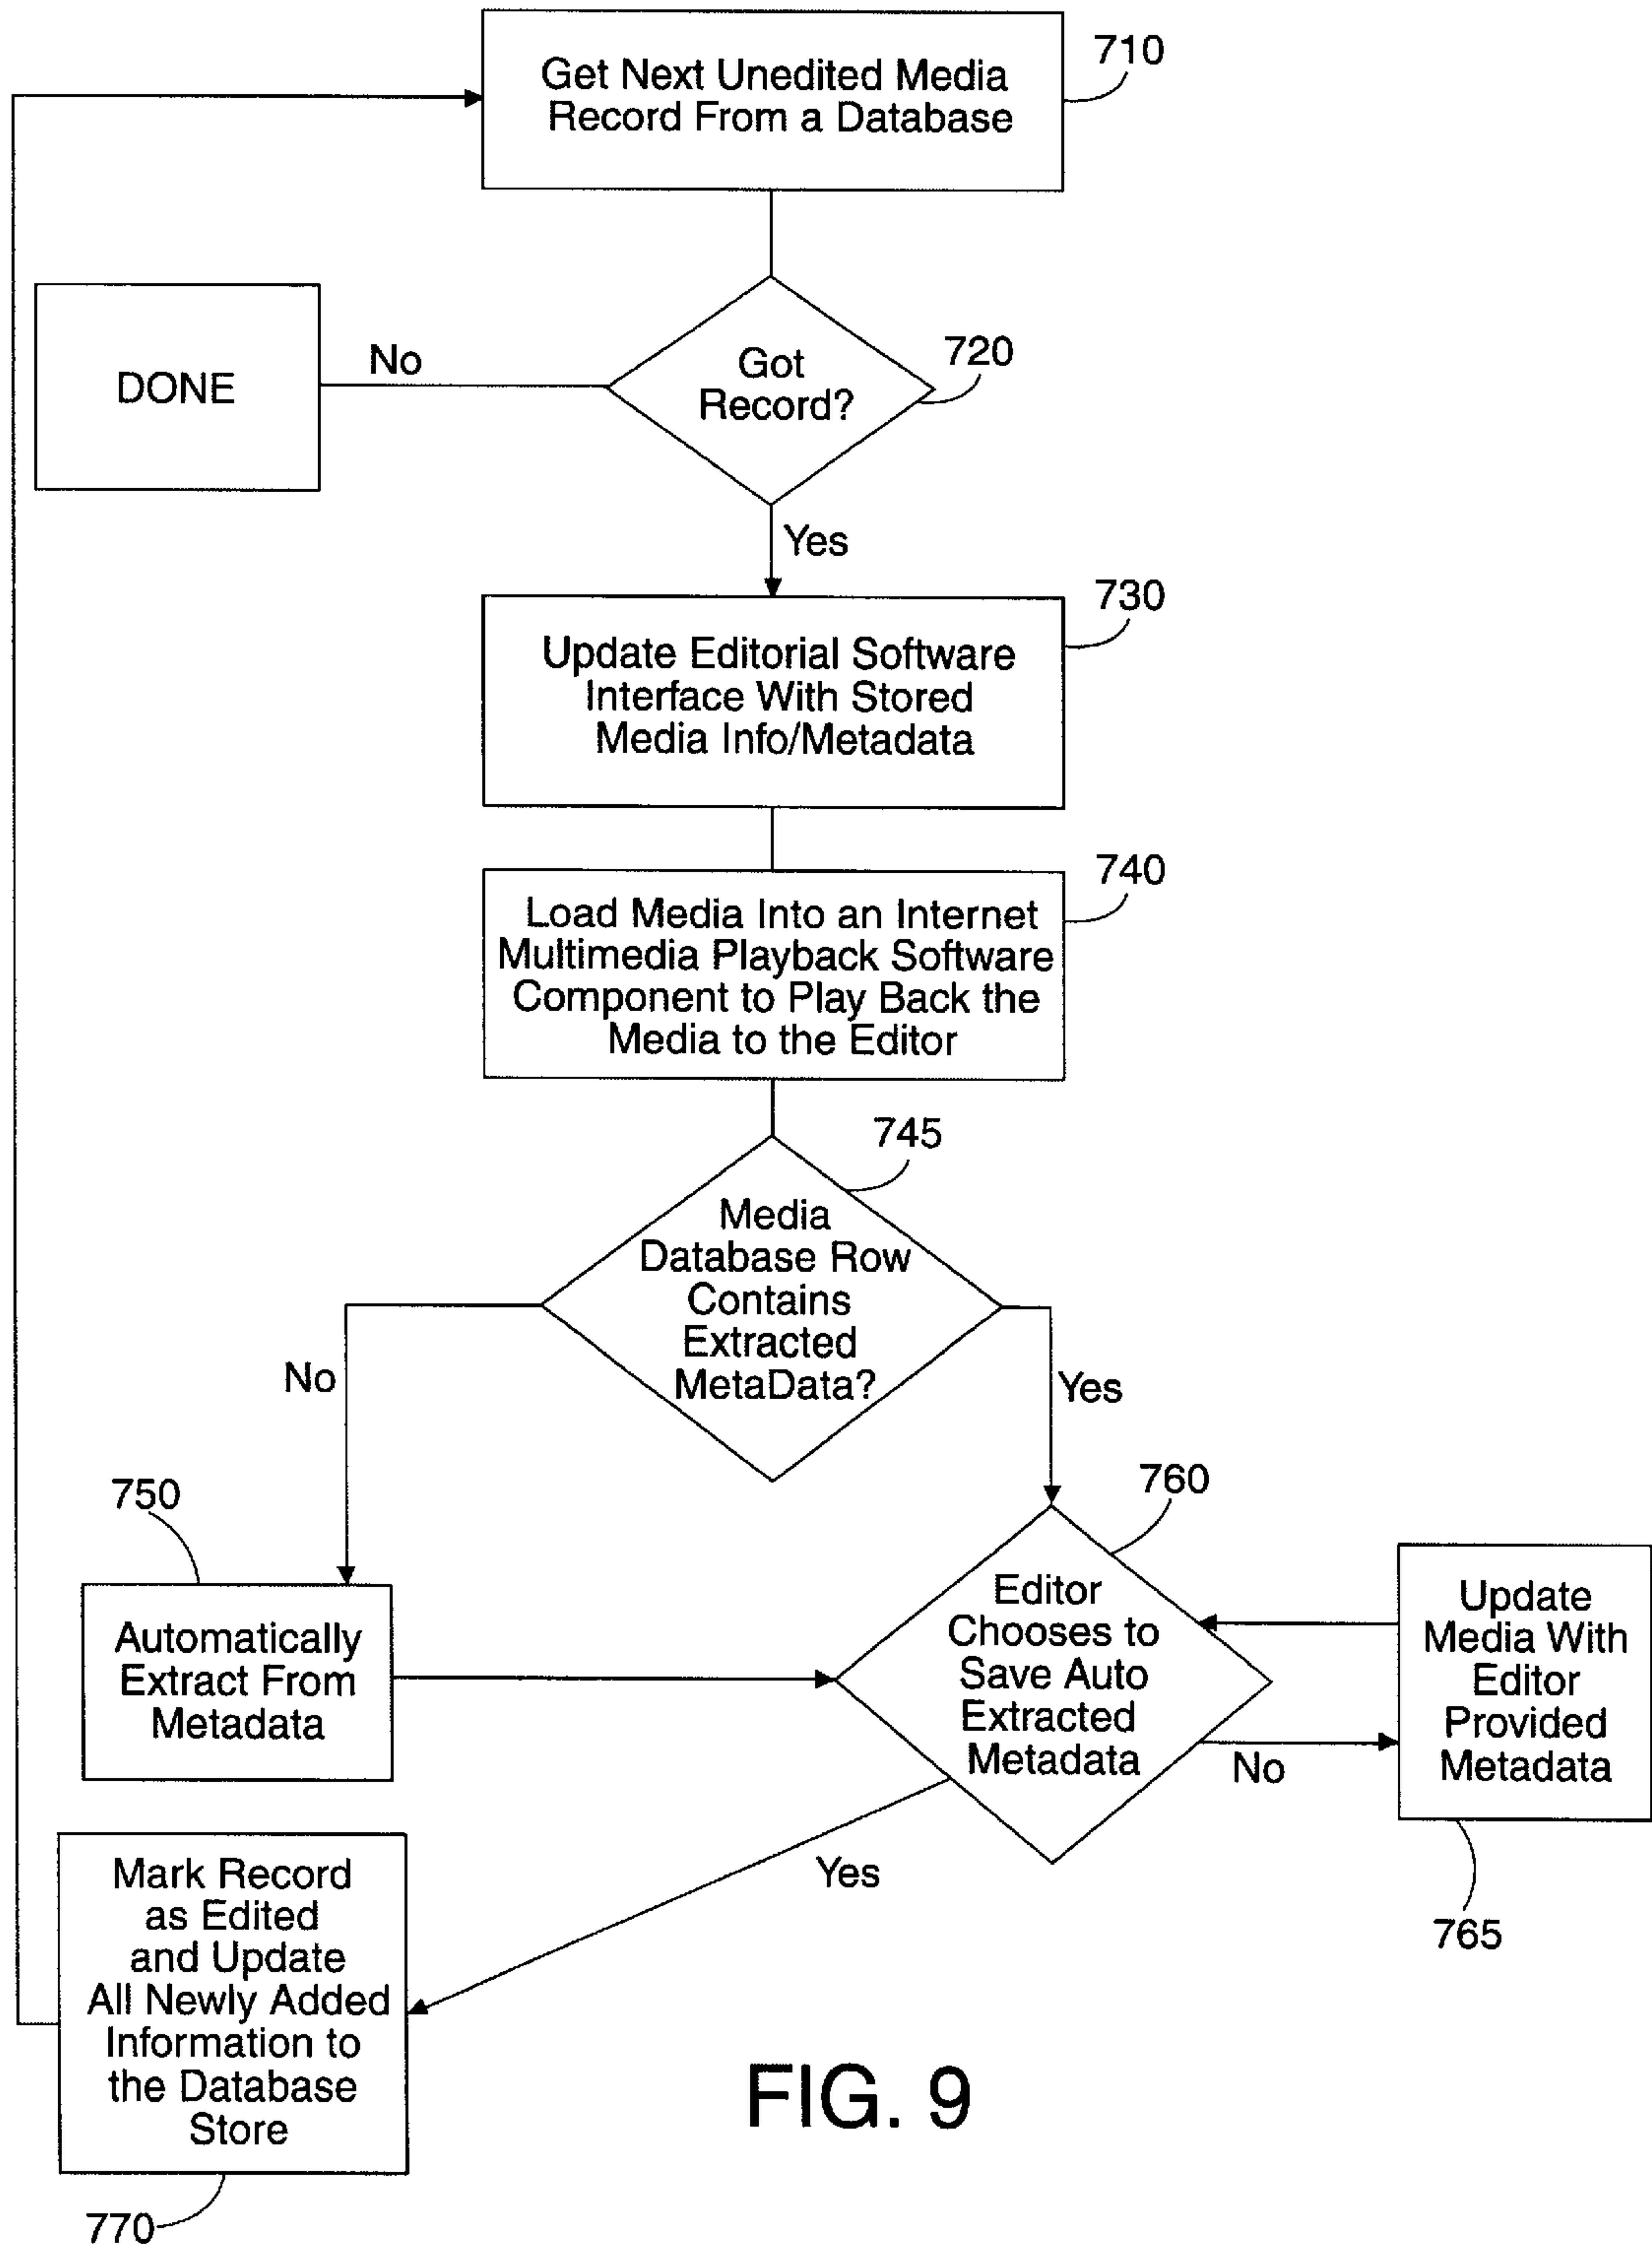 Get Next Unedited Media
Record From a Database
710
DONE
No
Got
Record?
720
Yes
Update Editorial Software
Interface With Stored
Media Info/Metadata
730
Load Media Into an Internet
Multimedia Playback Software
Component to Play Back the
Media to the Editor
740
Media
Database Row
Contains
Extracted
MetaData?
745
No
Yes
750
Automatically
Extract From
Metadata
760
Editor
Chooses to
Save Auto
Extracted
Metadata
No
Update
Media With
Editor
Provided
Metadata
765
Yes
Mark Record
as Edited
and Update
All Newly Added
Information to
the Database
Store
770
FIG. 9